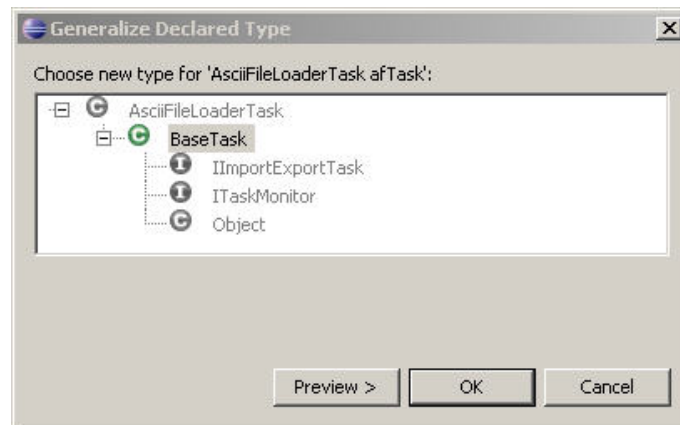 Generalize Declared Type
Choose new type for 'AsciiFileLoaderTask afTask':
C AsciiFileLoaderTask
C BaseTask
I IImportExportTask
I ITaskMonitor
C Object
Preview > OK Cancel